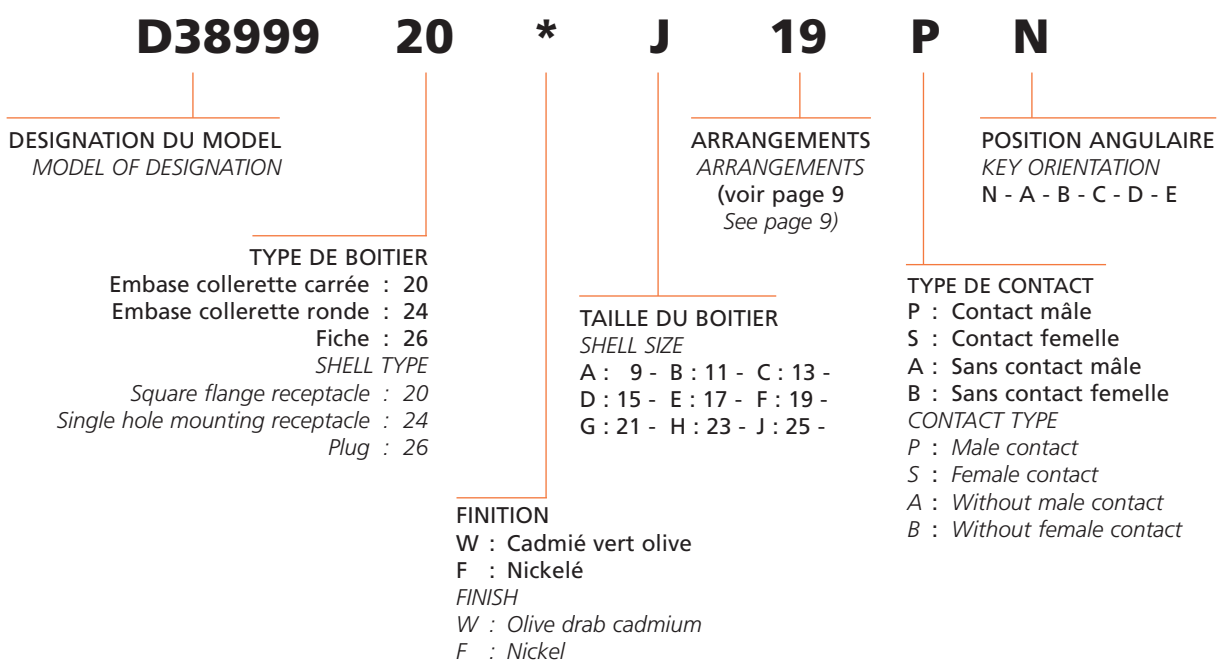 D38999 20 * J 19 P N
DESIGNATION DU MODEL
MODEL OF DESIGNATION
ARRANGEMENTS
ARRANGEMENTS
(voir page 9
See page 9)
POSITION ANGULAIRE
KEY ORIENTATION
N - A - B - C - D - E
TYPE DE BOITIER
Embase collerette carrée : 20
Embase collerette ronde : 24
Fiche : 26
SHELL TYPE
Square flange receptacle : 20
Single hole mounting receptacle : 24
Plug : 26
TAILLE DU BOITIER
SHELL SIZE
A : 9 - B : 11 - C : 13 -
D : 15 - E : 17 - F : 19 -
G : 21 - H : 23 - J : 25 -
TYPE DE CONTACT
P : Contact mâle
S : Contact femelle
A : Sans contact mâle
B : Sans contact femelle
CONTACT TYPE
P : Male contact
S : Female contact
A : Without male contact
B : Without female contact
FINITION
W : Cadmié vert olive
F : Nickelé
FINISH
W : Olive drab cadmium
F : Nickel